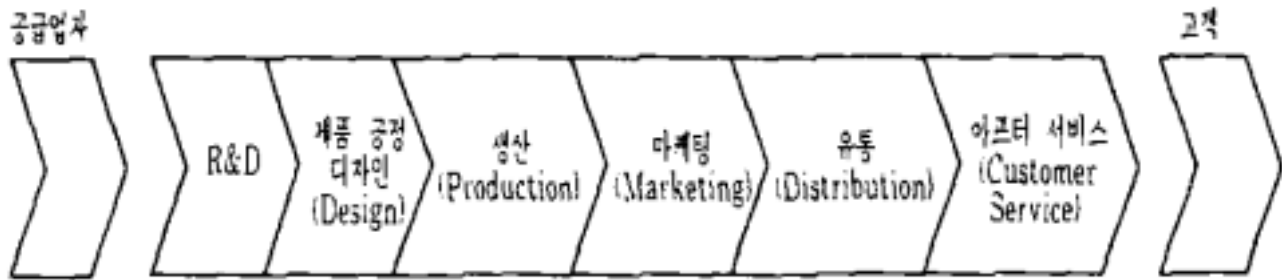 공급업자
고객
R&D
제품 공정
디자인
(Design)
생산
(Production)
마케팅
(Marketing)
유통
(Distribution)
아프터 서비스
(Customer
Service)